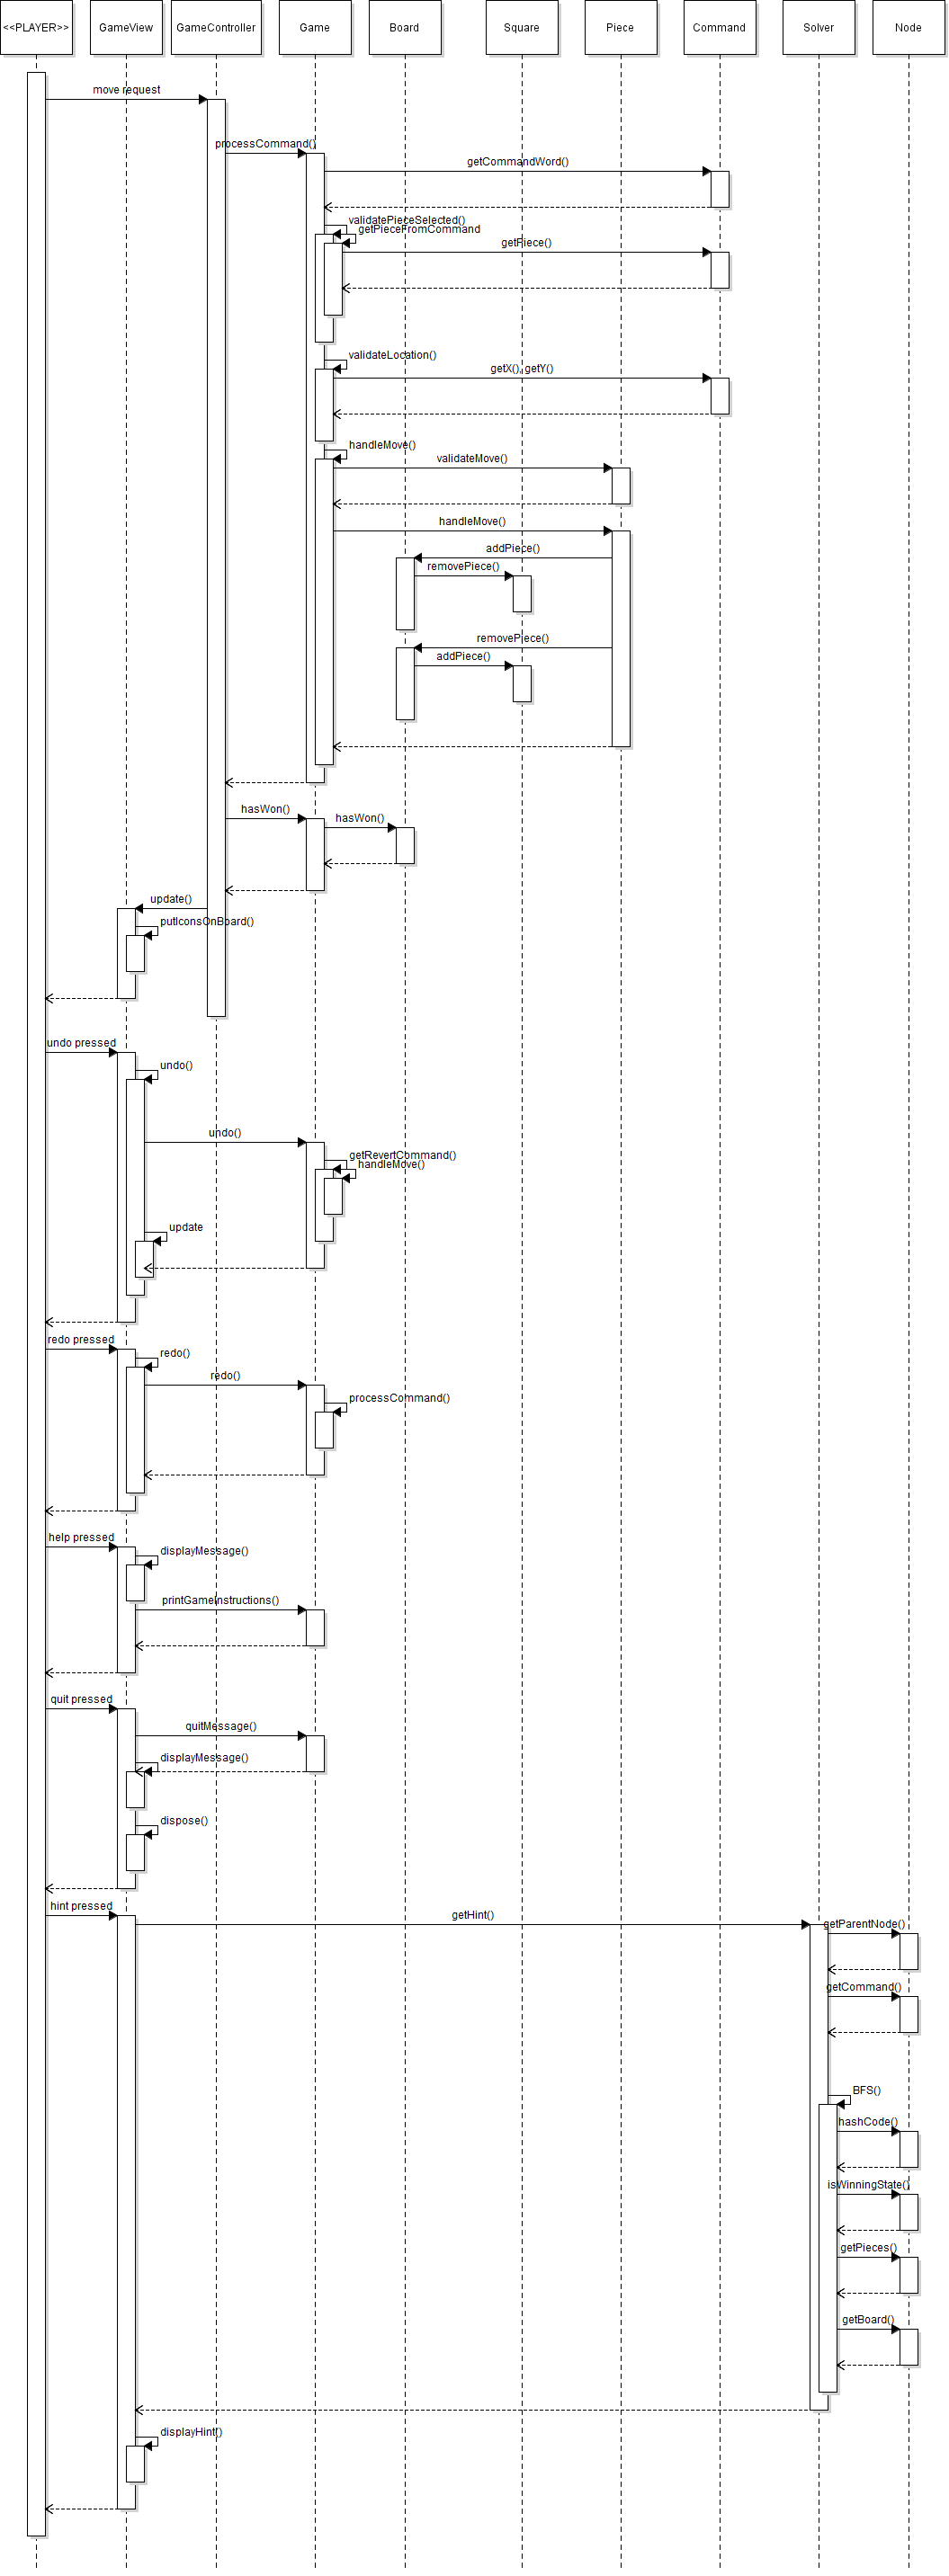 <<PLAYER>>
GameView
GameController
Game
Board
Square
Piece
Command
Solver
Node
move request
processCommand()
getCommandWord()
validatePieceSelected()
getPieceFromCommand
getPiece()
validateLocation()
getX(), getY()
handleMove()
validateMove()
handleMove()
addPiece()
removePiece()
removePiece()
addPiece()
hasWon()
hasWon()
update()
putIconsOnBoard()
undo pressed
undo()
undo()
getRevertCommand()
handleMove()
update
redo pressed
redo()
redo()
processCommand()
help pressed
displayMessage()
printGameInstructions()
quit pressed
quitMessage()
displayMessage()
dispose()
hint pressed
getHint()
getParentNode()
getCommand()
BFS()
hashCode()
isWinningState()
getPieces()
getBoard()
displayHint()